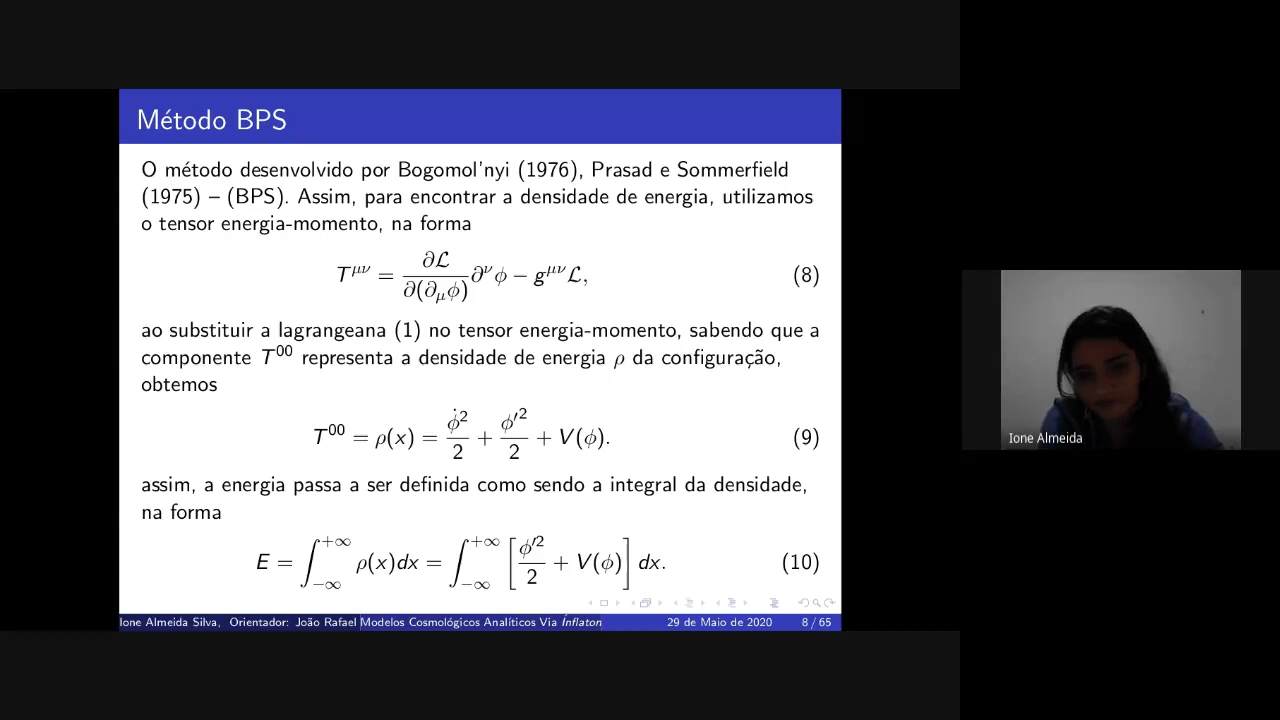 Método BPS
O método desenvolvido por Bogomol'nyi (1976), Prasad e Sommerfield
(1975) – (BPS). Assim, para encontrar a densidade de energia, utilizamos
o tensor energia-momento, na forma
T^{μν} = ∂ℒ/∂(∂_μϕ) ∂^νϕ − g^{μν}ℒ, (8)
ao substituir a lagrangeana (1) no tensor energia-momento, sabendo que a
componente T^{00} representa a densidade de energia ρ da configuração,
obtemos
T^{00} = ρ(x) = ϕ̇²/2 + ϕ′²/2 + V(ϕ). (9)
assim, a energia passa a ser definida como sendo a integral da densidade,
na forma
E = ∫_{−∞}^{+∞} ρ(x)dx = ∫_{−∞}^{+∞} [ϕ′²/2 + V(ϕ)] dx. (10)
Ione Almeida Silva, Orientador: João Rafael Modelos Cosmológicos Analíticos Via Ínflaton 29 de Maio de 2020 8 / 65
Ione Almeida